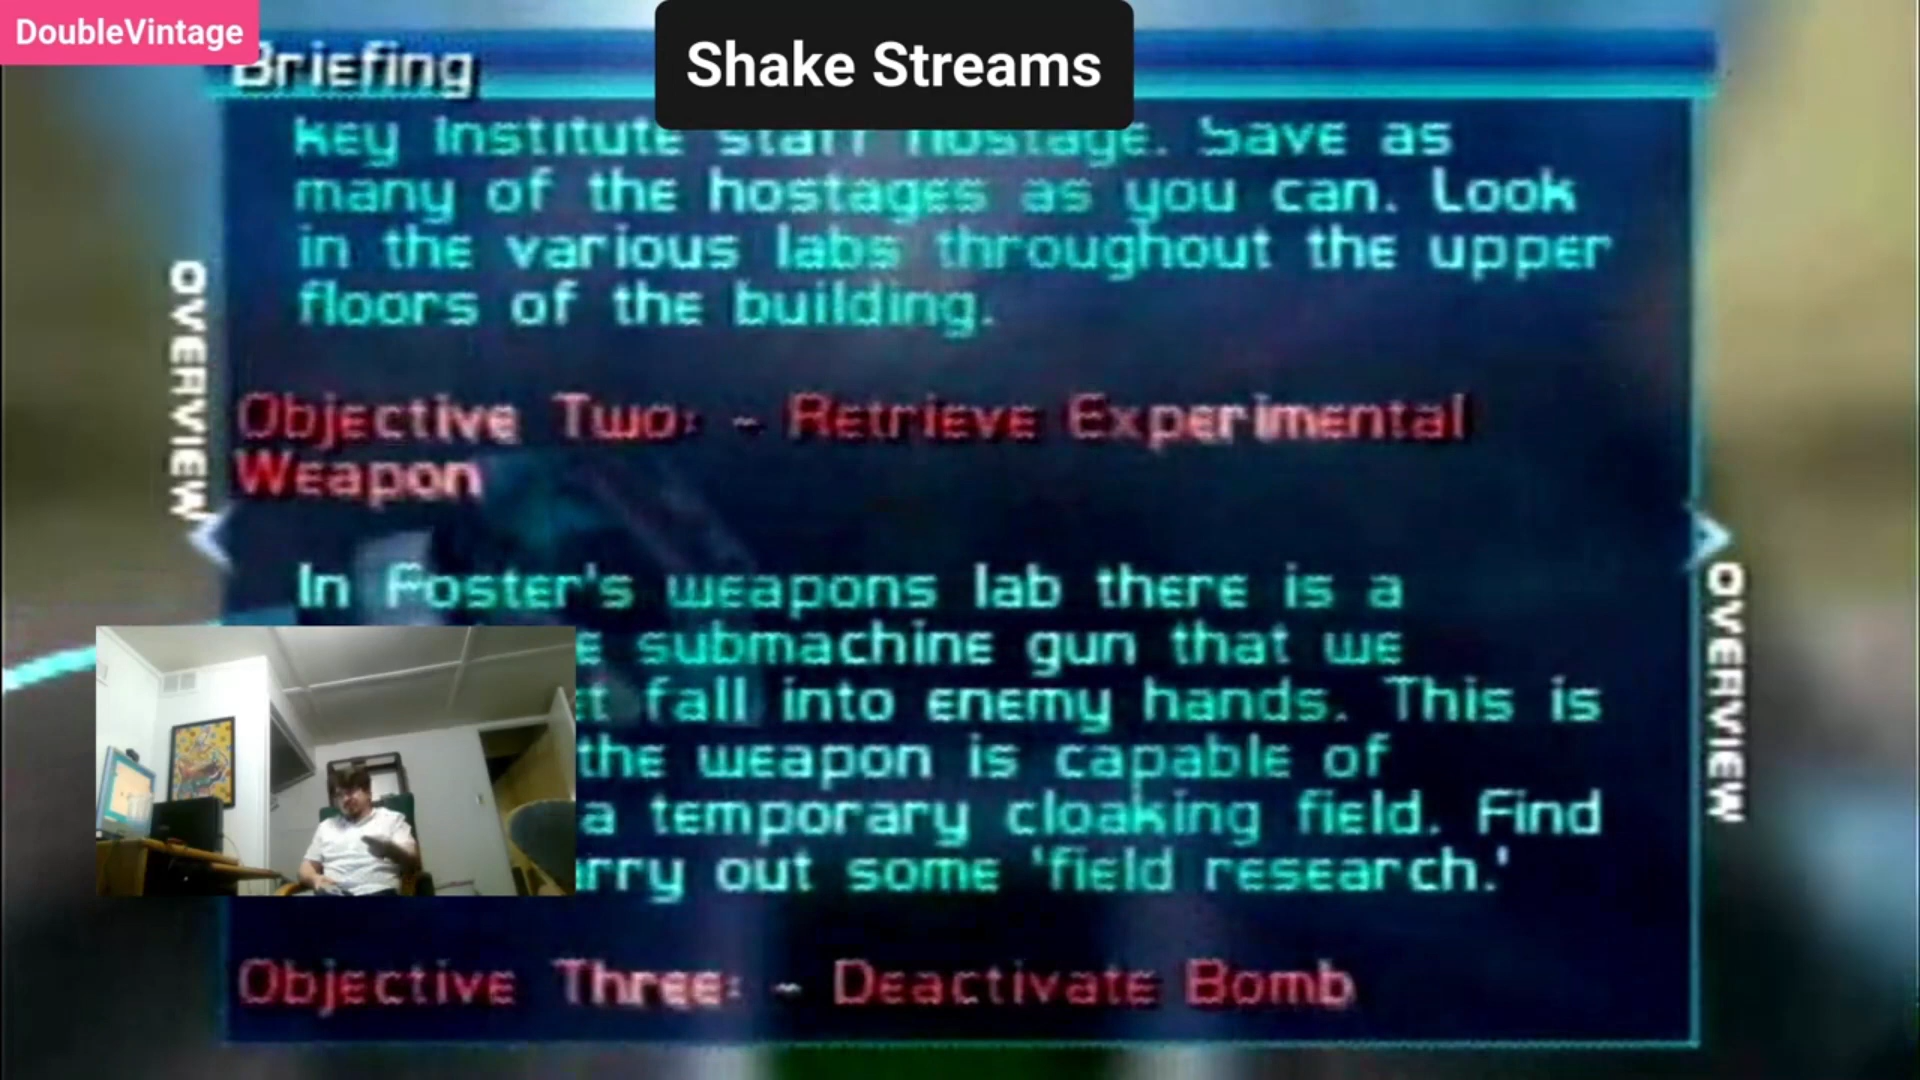 DoubleVintage
Shake Streams
Briefing
key Institute staff hostage. Save as
many of the hostages as you can. Look
in the various labs throughout the upper
floors of the building.
OVERVIEW
Objective Two: - Retrieve Experimental
Weapon
In Foster's weapons lab there is a
submachine gun that we
fall into enemy hands. This is
the weapon is capable of
a temporary cloaking field. Find
out some 'field research.'
OVERVIEW
Objective Three: - Deactivate Bomb